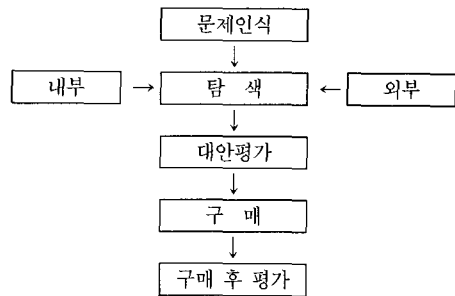 문제인식
내부 → 탐 색 ← 외부
대안평가
구 매
구매 후 평가